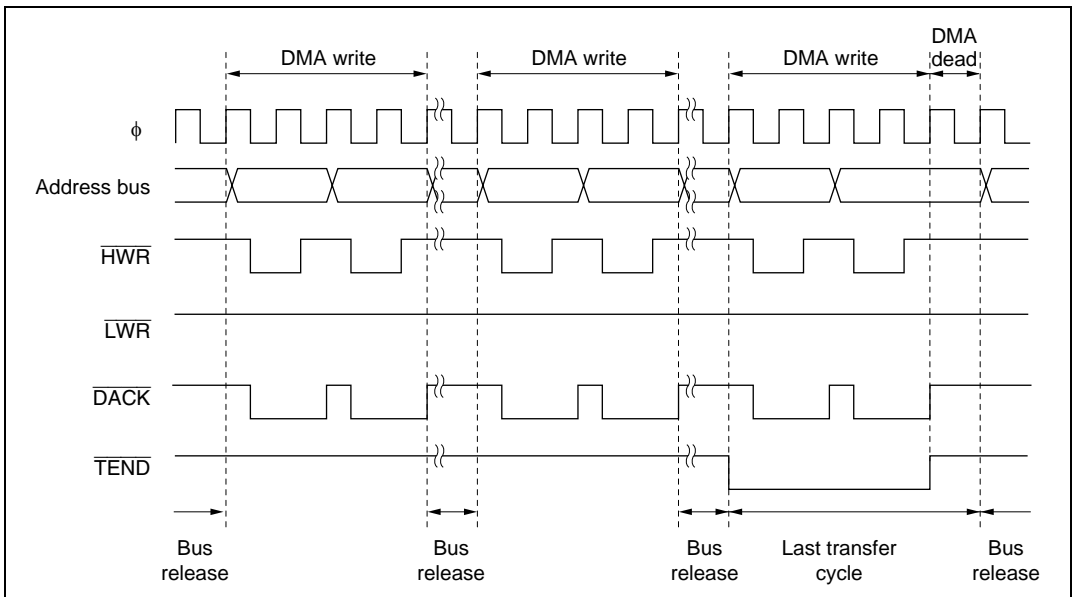 DMA write
DMA write
DMA write
DMA
dead
ϕ
Address bus
HWR
LWR
DACK
TEND
Bus
release
Bus
release
Bus
release
Last transfer
cycle
Bus
release